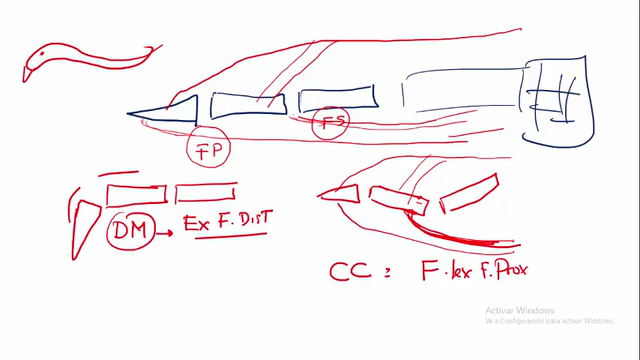 FS
FP
DM → Ex F. DIST
CC = F. lex F. Prox
Activar Windows
Ve a Configuración para activar Windows.